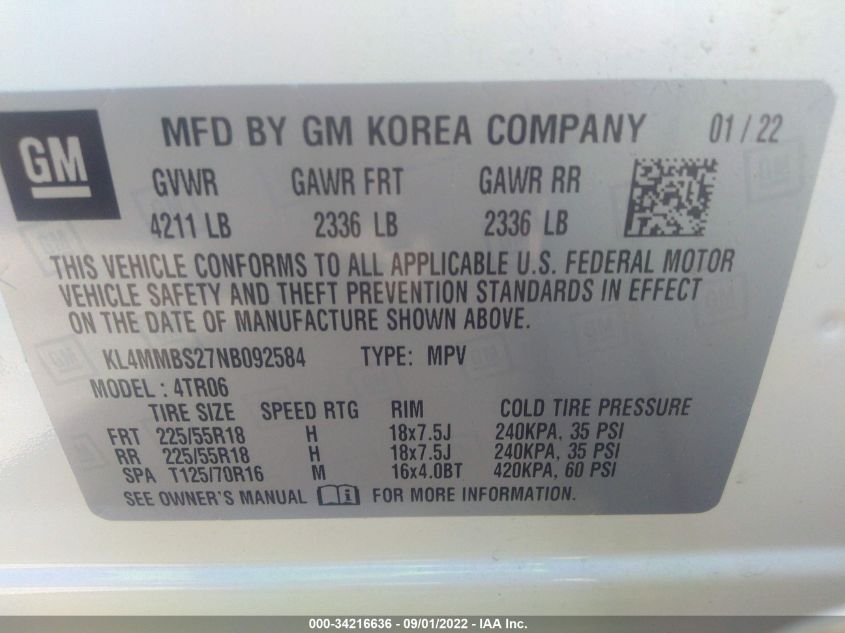 GM
MFD BY GM KOREA COMPANY 01 / 22
GVWR GAWR FRT GAWR RR
4211 LB 2336 LB 2336 LB
THIS VEHICLE CONFORMS TO ALL APPLICABLE U.S. FEDERAL MOTOR
VEHICLE SAFETY AND THEFT PREVENTION STANDARDS IN EFFECT
ON THE DATE OF MANUFACTURE SHOWN ABOVE.
KL4MMBS27NB092584 TYPE: MPV
MODEL : 4TR06
TIRE SIZE SPEED RTG RIM COLD TIRE PRESSURE
FRT 225/55R18 H 18x7.5J 240KPA, 35 PSI
RR 225/55R18 H 18x7.5J 240KPA, 35 PSI
SPA T125/70R16 M 16x4.0BT 420KPA, 60 PSI
SEE OWNER'S MANUAL FOR MORE INFORMATION.
000-34216636 - 09/01/2022 - IAA Inc.